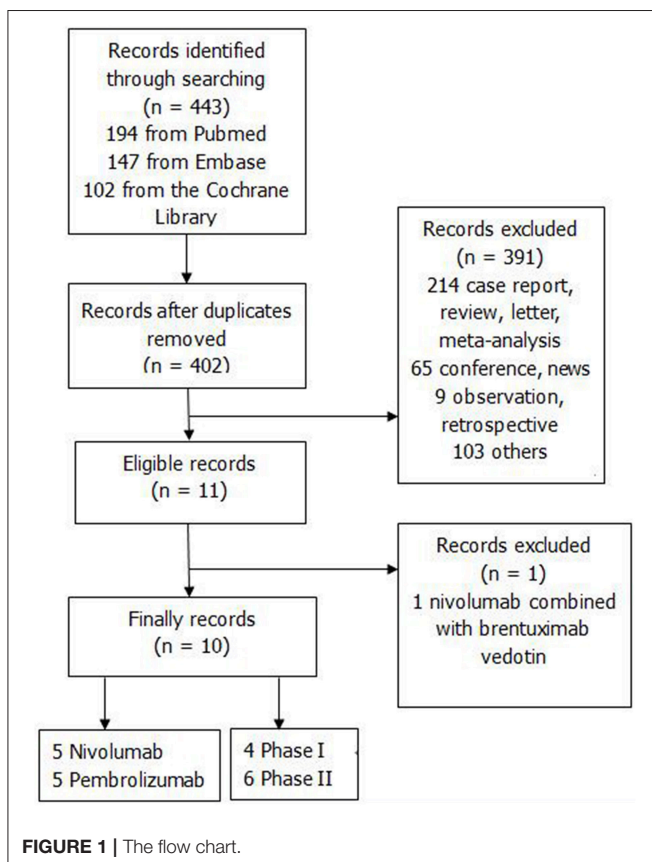 Records identified
through searching
(n = 443)
194 from Pubmed
147 from Embase
102 from the Cochrane
Library
Records after duplicates
removed
(n = 402)
Records excluded
(n = 391)
214 case report,
review, letter,
meta-analysis
65 conference, news
9 observation,
retrospective
103 others
Eligible records
(n = 11)
Records excluded
(n = 1)
1 nivolumab combined
with brentuximab
vedotin
Finally records
(n = 10)
5 Nivolumab
5 Pembrolizumab
4 Phase I
6 Phase II
FIGURE 1 | The flow chart.